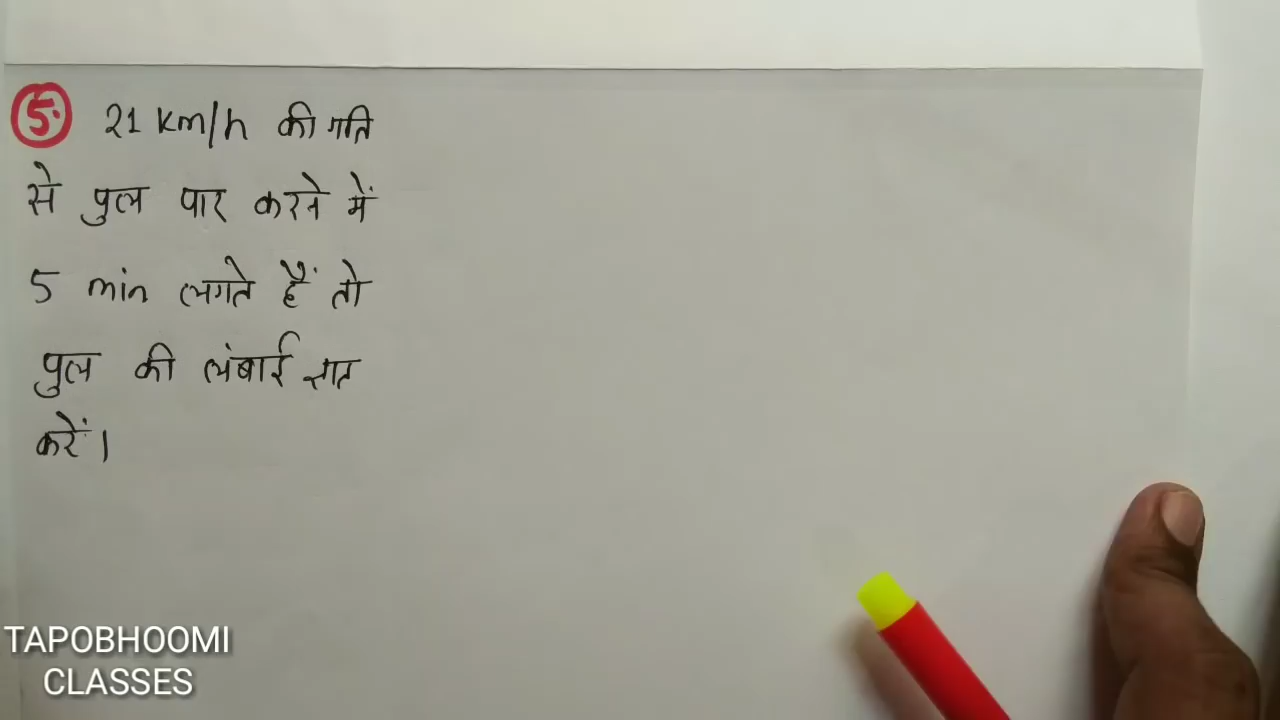 5. 21 km/h की गति
से पुल पार करने में
5 min लगते हैं तो
पुल की लंबाई ज्ञात
करें।
TAPOBHOOMI
CLASSES